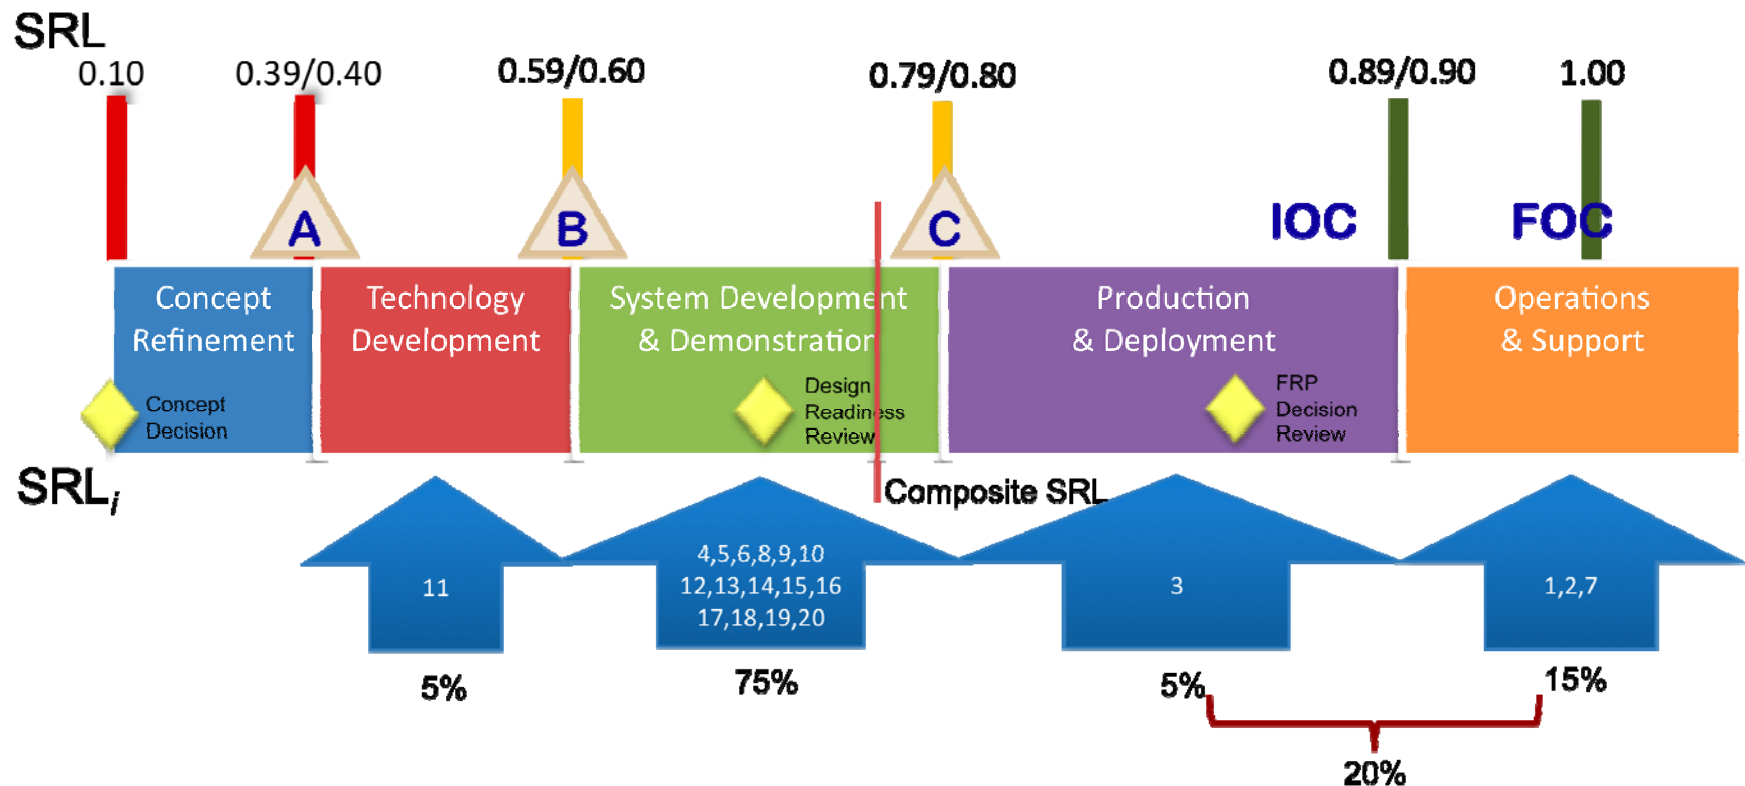 SRL
0.10
0.39/0.40
0.59/0.60
0.79/0.80
0.89/0.90
1.00
A
B
C
IOC
FOC
Concept
Refinement
Technology
Development
System Development
& Demonstration
Production
& Deployment
Operations
& Support
Concept
Decision
Design
Readiness
Review
FRP
Decision
Review
SRLi
Composite SRL
11
4,5,6,8,9,10
12,13,14,15,16
17,18,19,20
3
1,2,7
5%
75%
5%
15%
20%